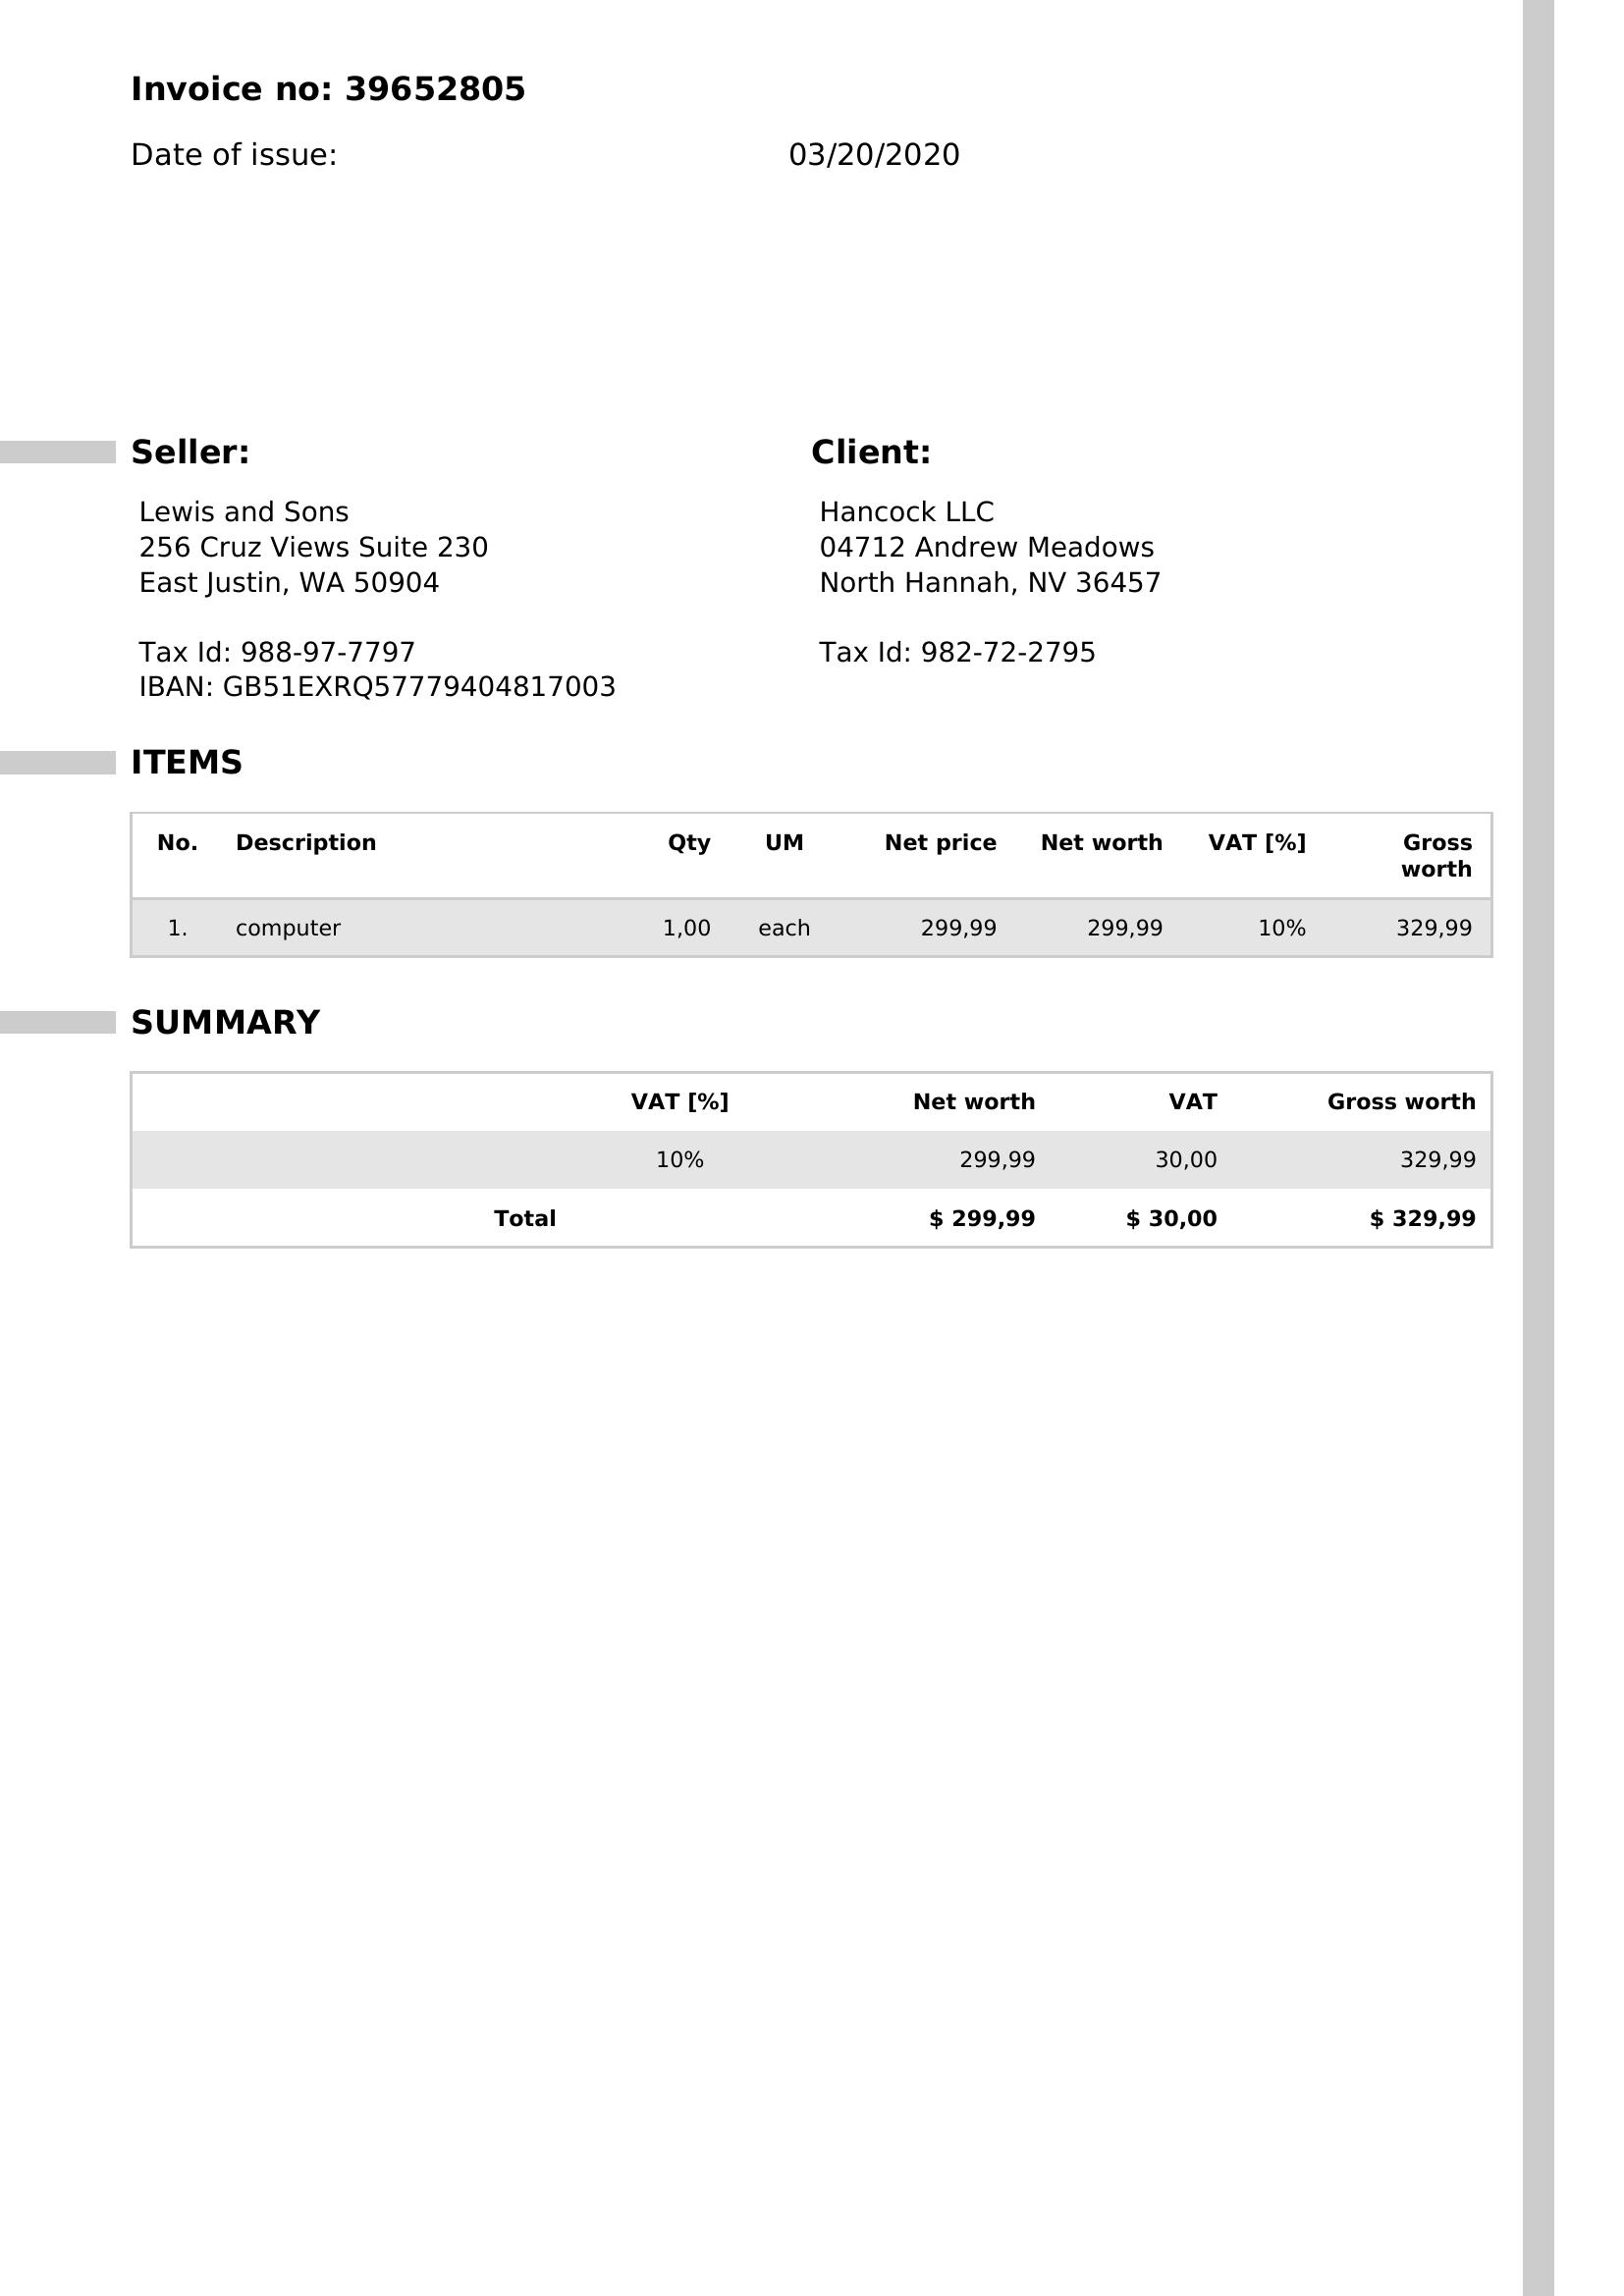 Invoice no: 39652805
Date of issue: 03/20/2020
Seller:
Lewis and Sons
256 Cruz Views Suite 230
East Justin, WA 50904
Tax Id: 988-97-7797
IBAN: GB51EXRQ57779404817003
Client:
Hancock LLC
04712 Andrew Meadows
North Hannah, NV 36457
Tax Id: 982-72-2795
ITEMS
No. Description Qty UM Net price Net worth VAT [%] Gross
worth
1. computer 1,00 each 299,99 299,99 10% 329,99
SUMMARY
VAT [%] Net worth VAT Gross worth
10% 299,99 30,00 329,99
Total $ 299,99 $ 30,00 $ 329,99